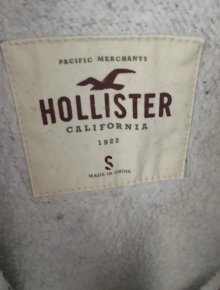 PACIFIC MERCHANTS
HOLLISTER
CALIFORNIA
1922
S
MADE IN CHINA